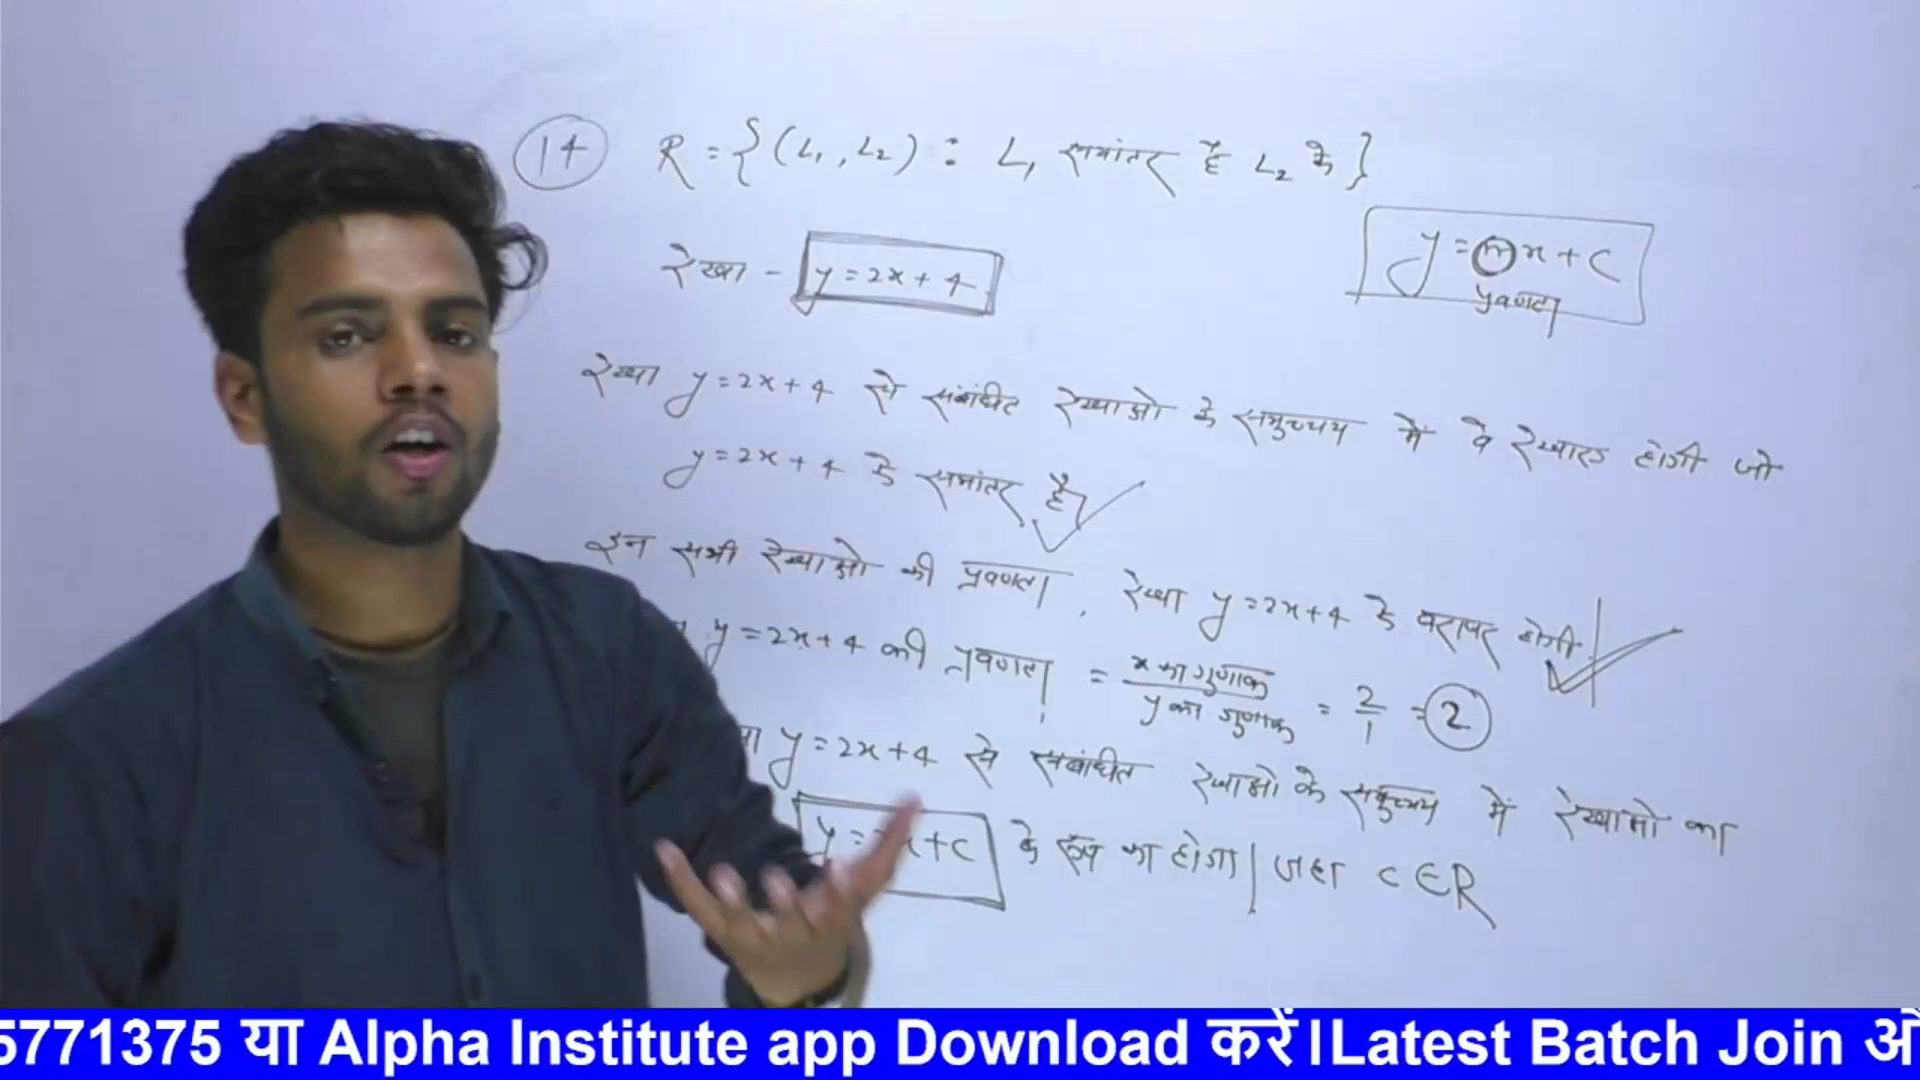 14 R = {(L₁, L₂) : L₁ समांतर है L₂ के}
रेखा - y = 2x + 4
y = mx + c
प्रवणता
रेखा y = 2x + 4 से संबंधित रेखाओ के समुच्चय में वे रेखाएं होगी जो
y = 2x + 4 के समांतर है।
इन सभी रेखाओ की प्रवणता, रेखा y = 2x + 4 के बराबर होगी
y = 2x + 4 की प्रवणता = x का गुणांक / y का गुणांक = 2/1 = 2
y = 2x + 4 से संबंधित रेखाओ के समुच्चय में रेखाओ का
y = x + c के रूप का होगा। जहा c ∈ R
5771375 या Alpha Institute app Download करें।Latest Batch Join औ